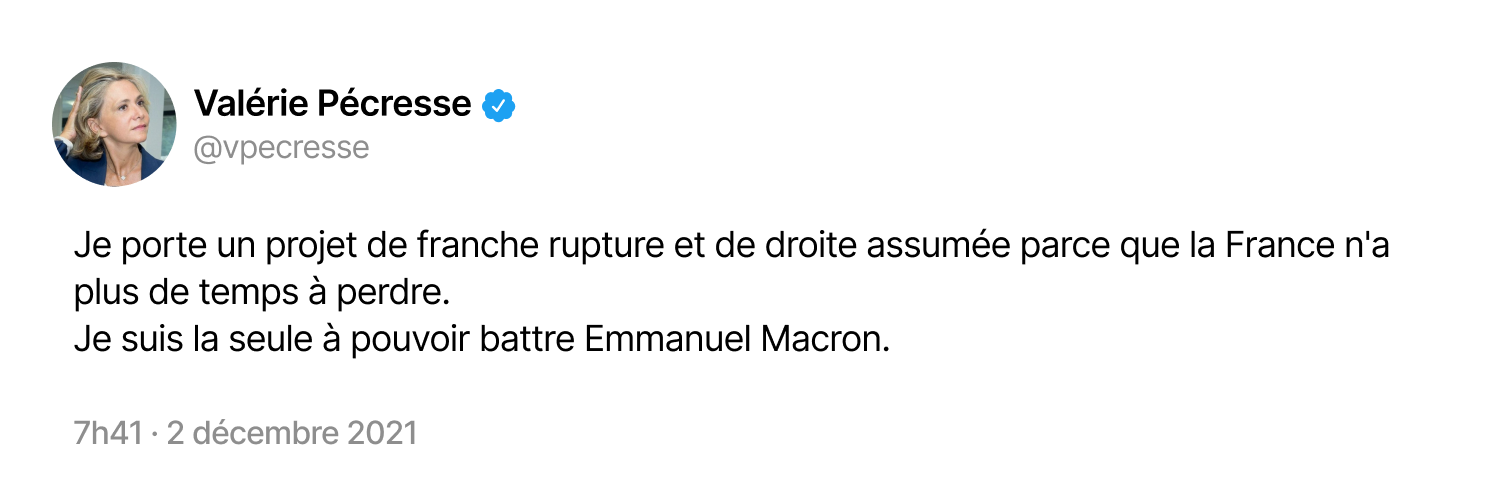 Valérie Pécresse
@vpecresse
Je porte un projet de franche rupture et de droite assumée parce que la France n'a
plus de temps à perdre.
Je suis la seule à pouvoir battre Emmanuel Macron.
7h41 · 2 décembre 2021